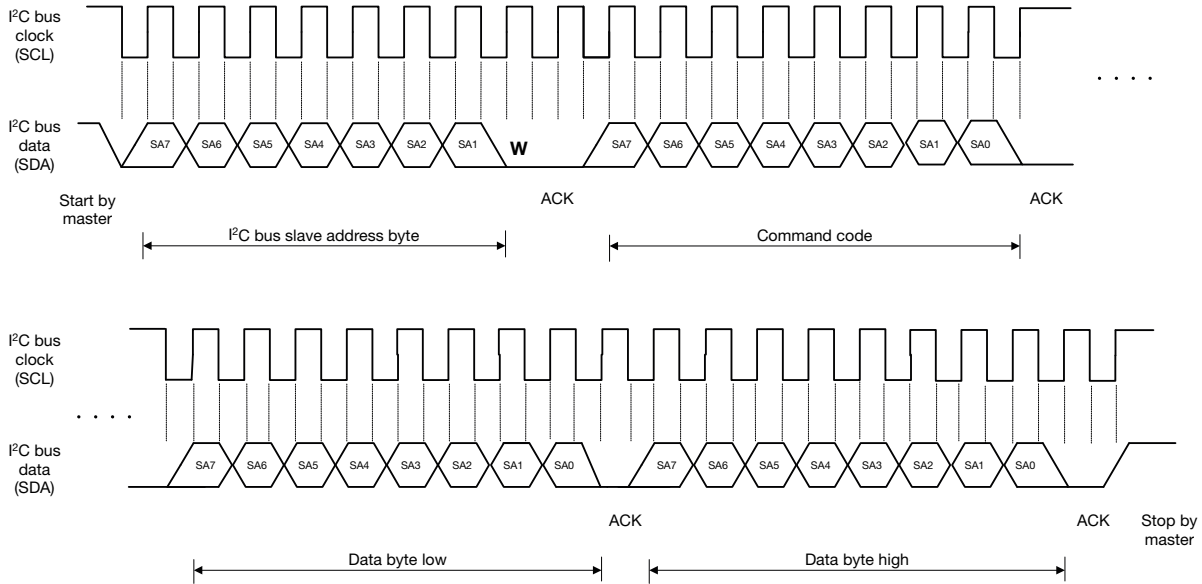 I²C bus
clock
(SCL)
. . . .
I²C bus
data
(SDA)
SA7 SA6 SA5 SA4 SA3 SA2 SA1 W SA7 SA6 SA5 SA4 SA3 SA2 SA1 SA0
Start by
master
ACK ACK
I²C bus slave address byte Command code
I²C bus
clock
(SCL)
. . . .
I²C bus
data
(SDA)
SA7 SA6 SA5 SA4 SA3 SA2 SA1 SA0 SA7 SA6 SA5 SA4 SA3 SA2 SA1 SA0
ACK ACK Stop by
master
Data byte low Data byte high